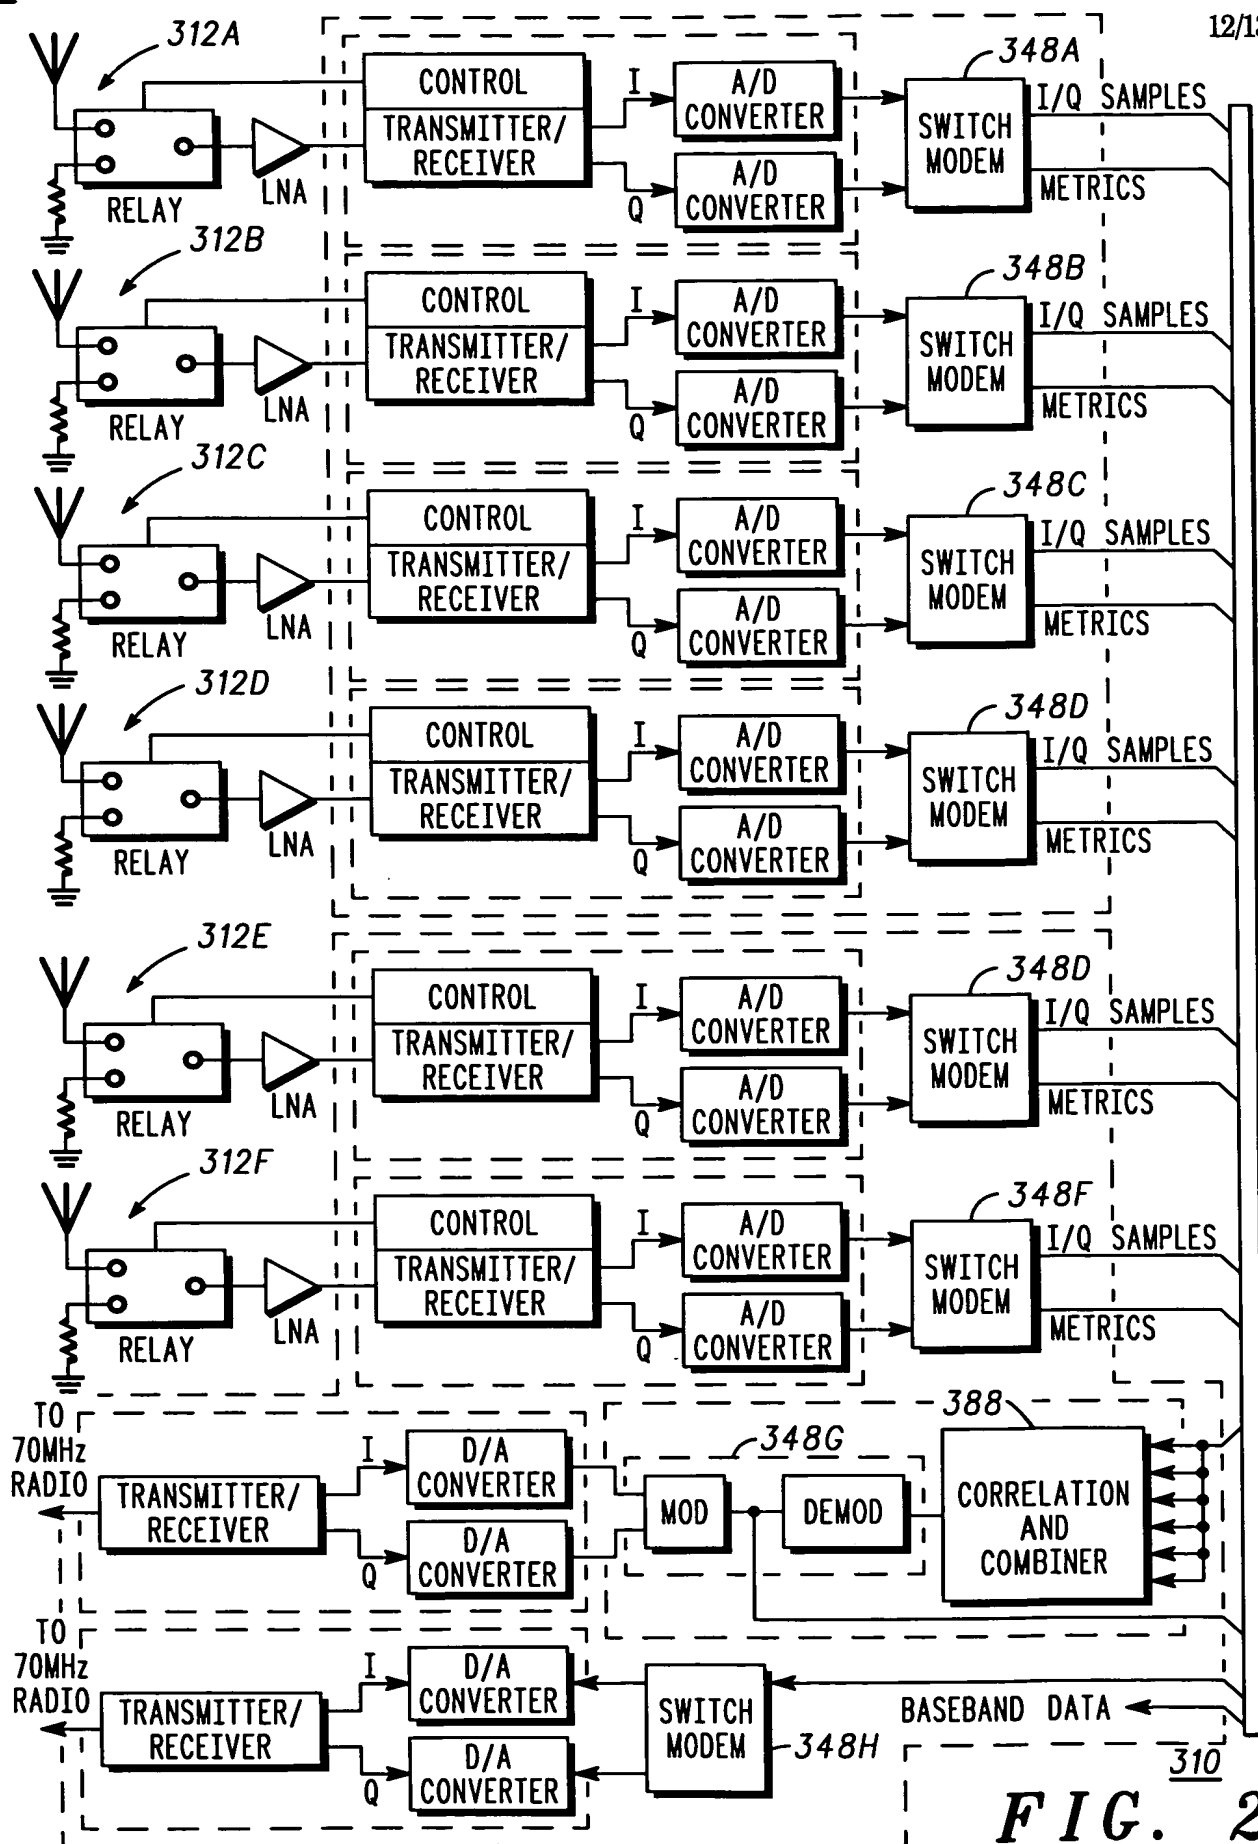 12/13
312A
CONTROL
TRANSMITTER/
RECEIVER
I
A/D
CONVERTER
348A
SWITCH
MODEM
I/Q SAMPLES
METRICS
Q
A/D
CONVERTER
LNA
RELAY
312B
CONTROL
TRANSMITTER/
RECEIVER
I
A/D
CONVERTER
348B
SWITCH
MODEM
I/Q SAMPLES
METRICS
Q
A/D
CONVERTER
LNA
RELAY
312C
CONTROL
TRANSMITTER/
RECEIVER
I
A/D
CONVERTER
348C
SWITCH
MODEM
I/Q SAMPLES
METRICS
Q
A/D
CONVERTER
LNA
RELAY
312D
CONTROL
TRANSMITTER/
RECEIVER
I
A/D
CONVERTER
348D
SWITCH
MODEM
I/Q SAMPLES
METRICS
Q
A/D
CONVERTER
LNA
RELAY
312E
CONTROL
TRANSMITTER/
RECEIVER
I
A/D
CONVERTER
348D
SWITCH
MODEM
I/Q SAMPLES
METRICS
Q
A/D
CONVERTER
LNA
RELAY
312F
CONTROL
TRANSMITTER/
RECEIVER
I
A/D
CONVERTER
348F
SWITCH
MODEM
I/Q SAMPLES
METRICS
Q
A/D
CONVERTER
LNA
RELAY
TO
70MHz
RADIO
TRANSMITTER/
RECEIVER
I
D/A
CONVERTER
Q
D/A
CONVERTER
348G
MOD
DEMOD
388
CORRELATION
AND
COMBINER
TO
70MHz
RADIO
TRANSMITTER/
RECEIVER
I
D/A
CONVERTER
Q
D/A
CONVERTER
SWITCH
MODEM
348H
BASEBAND DATA
310
FIG. 2